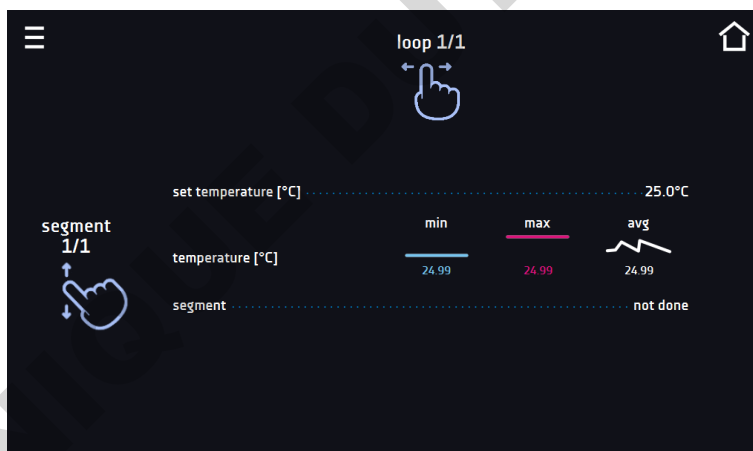 loop 1/1
set temperature [°C] 25.0°C
segment
1/1
min max avg
temperature [°C]
24.99 24.99 24.99
segment not done